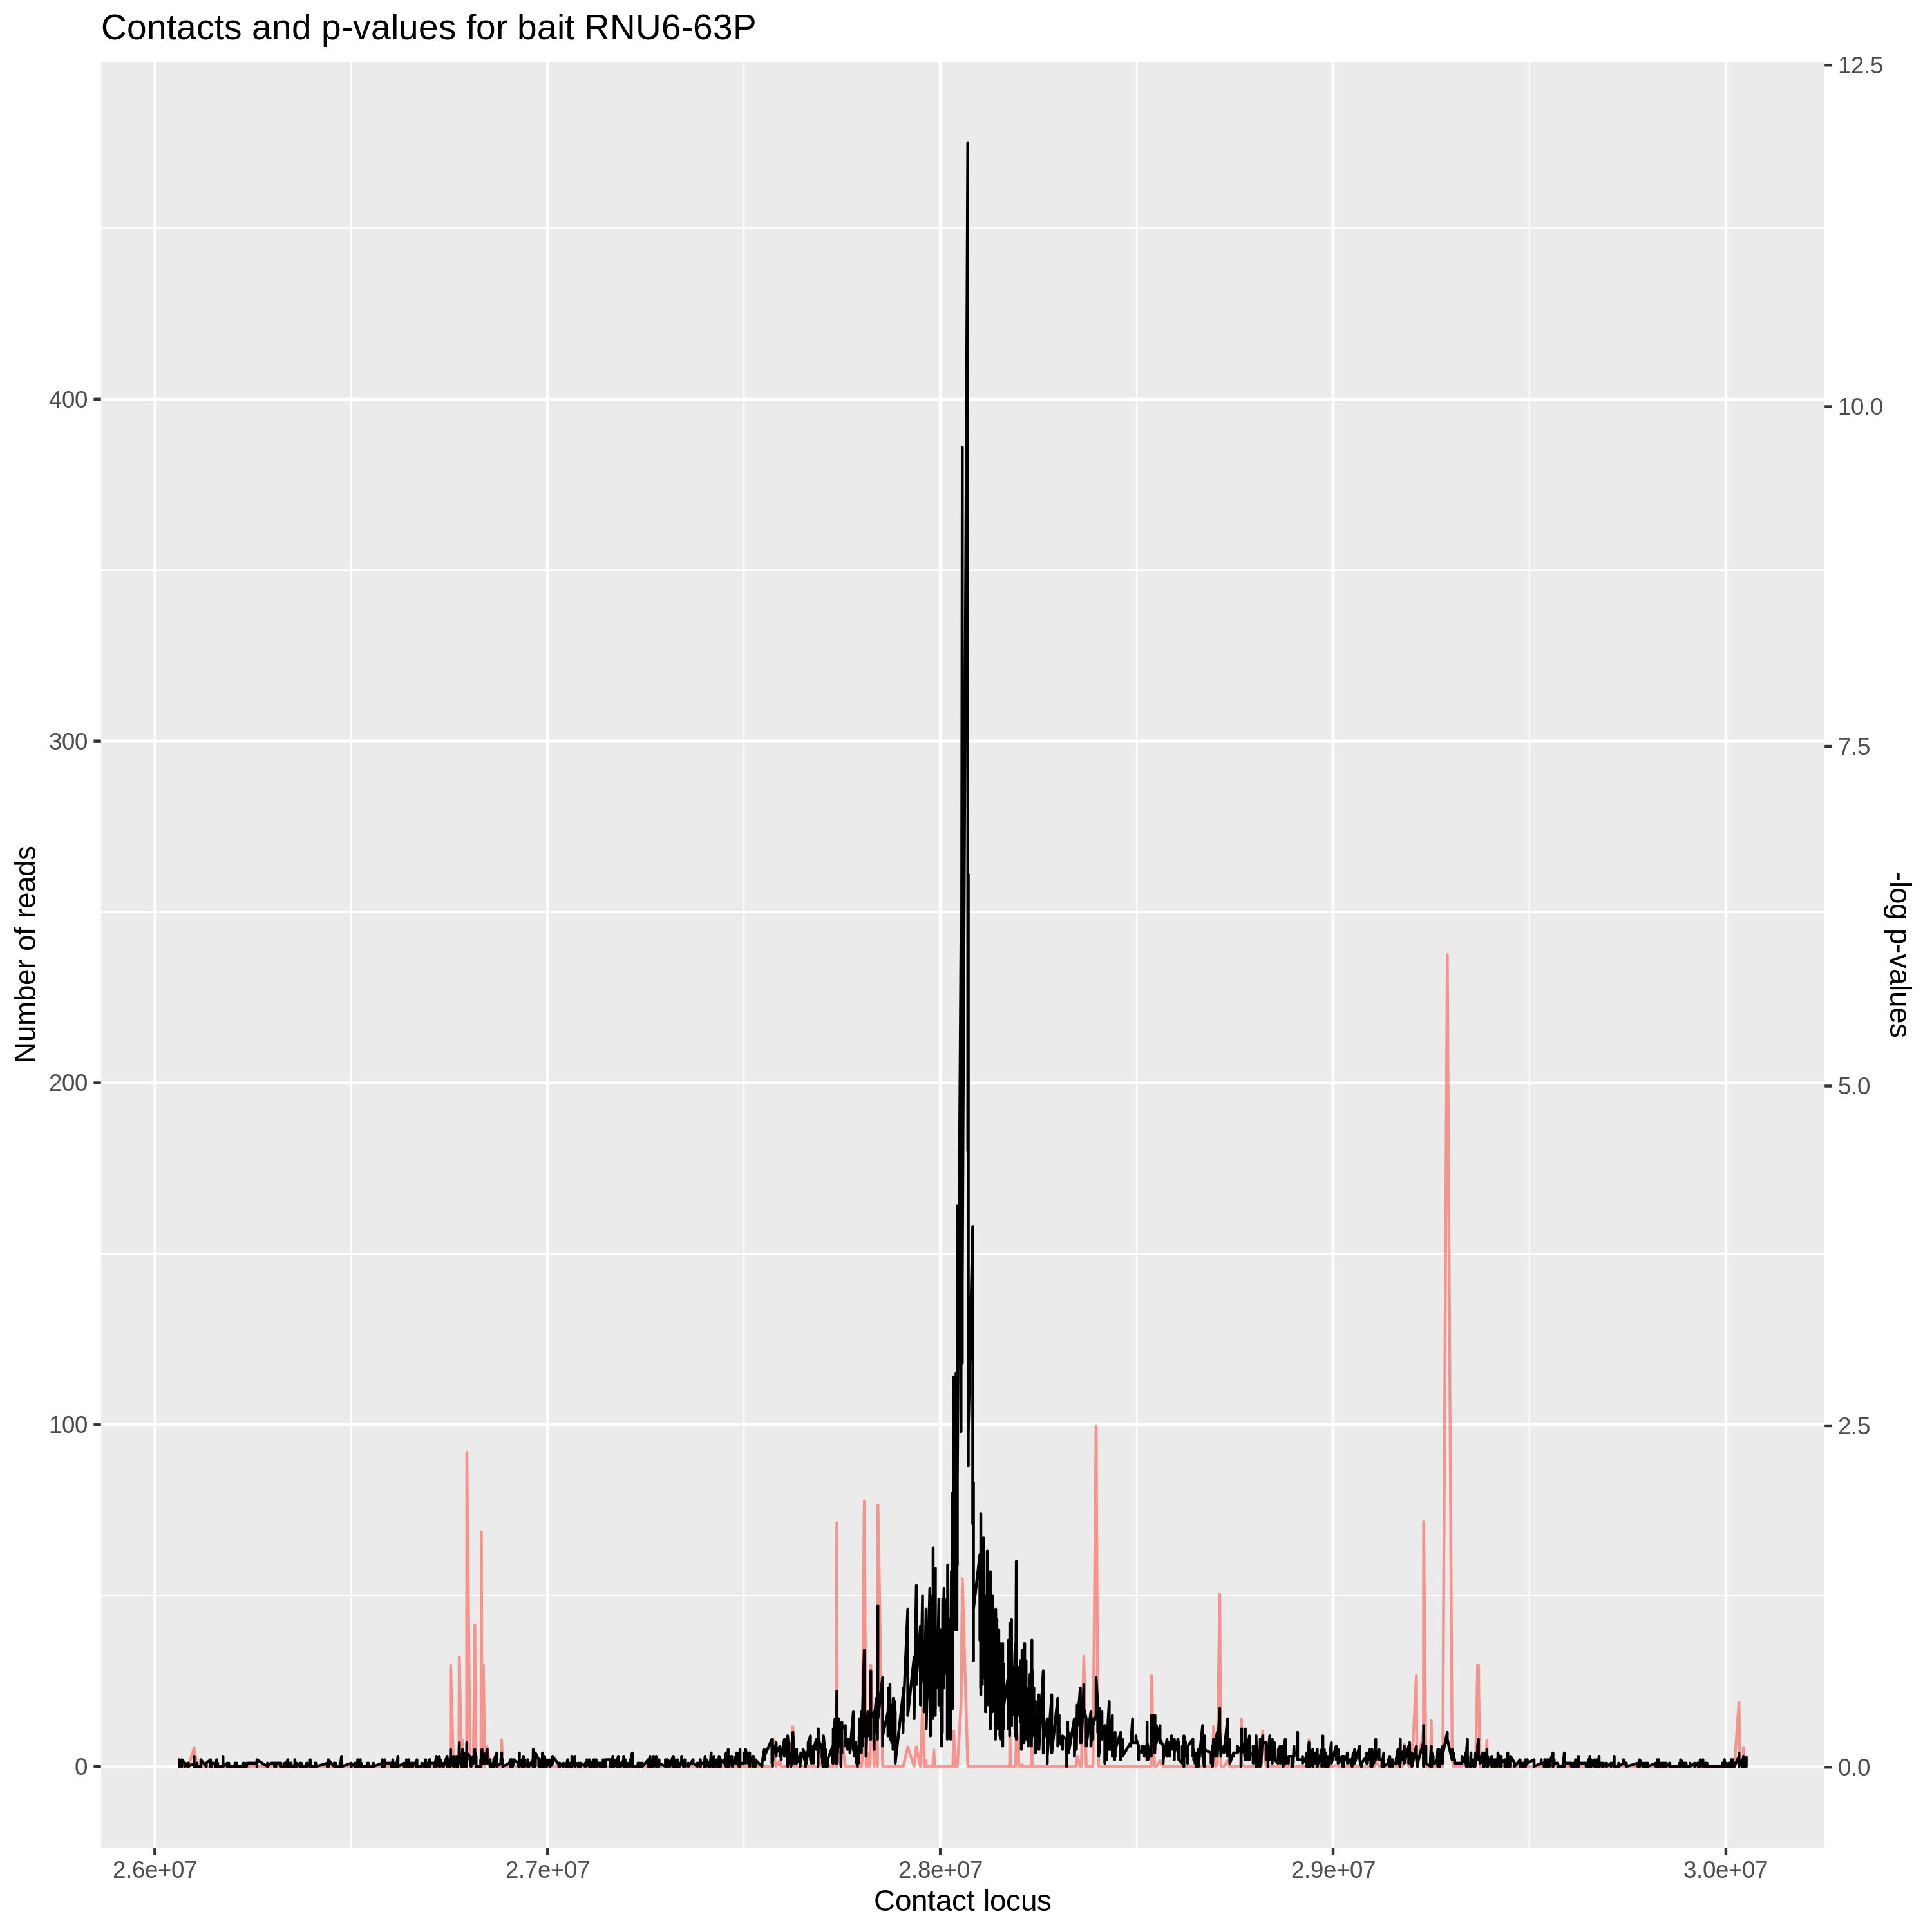 Contacts and p-values for bait RNU6-63P
12.5
400
10.0
300
7.5
Number of reads
-log p-values
200
5.0
100
2.5
0
0.0
2.6e+07
2.7e+07
2.8e+07
2.9e+07
3.0e+07
Contact locus